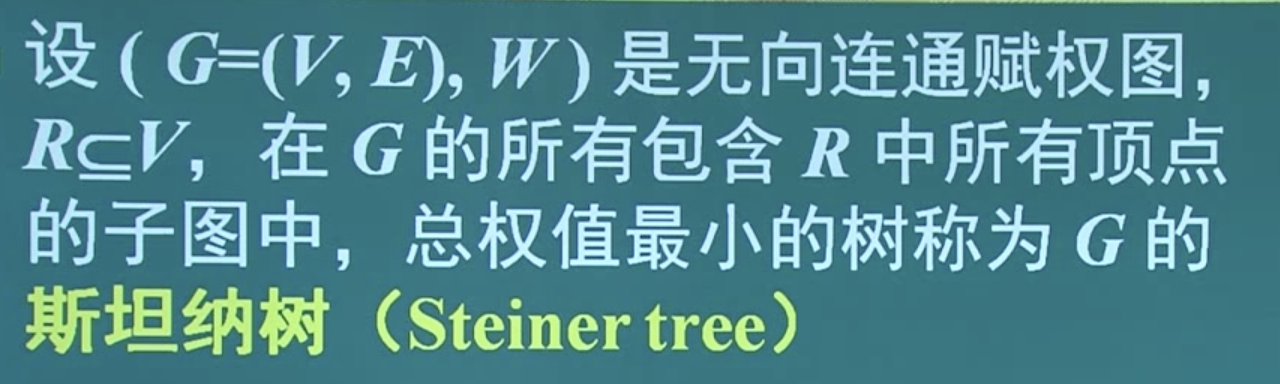 设 ( G=(V, E), W ) 是无向连通赋权图，
R⊆V，在 G 的所有包含 R 中所有顶点
的子图中，总权值最小的树称为 G 的
斯坦纳树（Steiner tree）